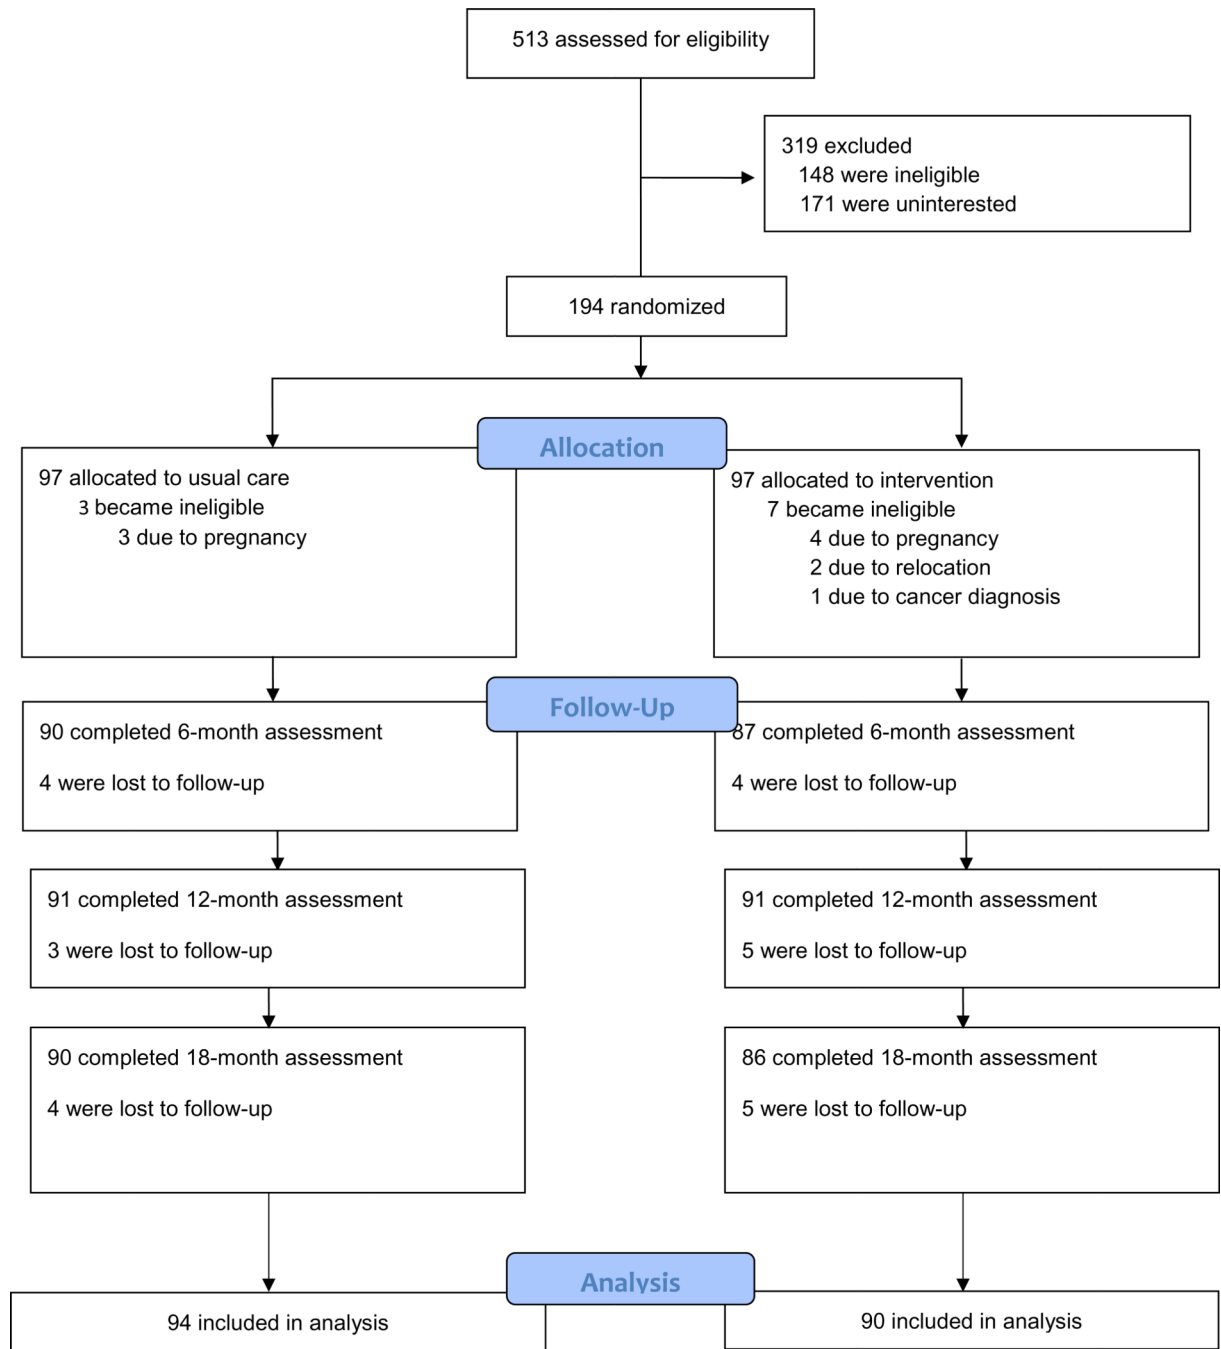 513 assessed for eligibility
319 excluded
148 were ineligible
171 were uninterested
194 randomized
Allocation
97 allocated to usual care
3 became ineligible
3 due to pregnancy
97 allocated to intervention
7 became ineligible
4 due to pregnancy
2 due to relocation
1 due to cancer diagnosis
Follow-Up
90 completed 6-month assessment
4 were lost to follow-up
87 completed 6-month assessment
4 were lost to follow-up
91 completed 12-month assessment
3 were lost to follow-up
91 completed 12-month assessment
5 were lost to follow-up
90 completed 18-month assessment
4 were lost to follow-up
86 completed 18-month assessment
5 were lost to follow-up
Analysis
94 included in analysis
90 included in analysis